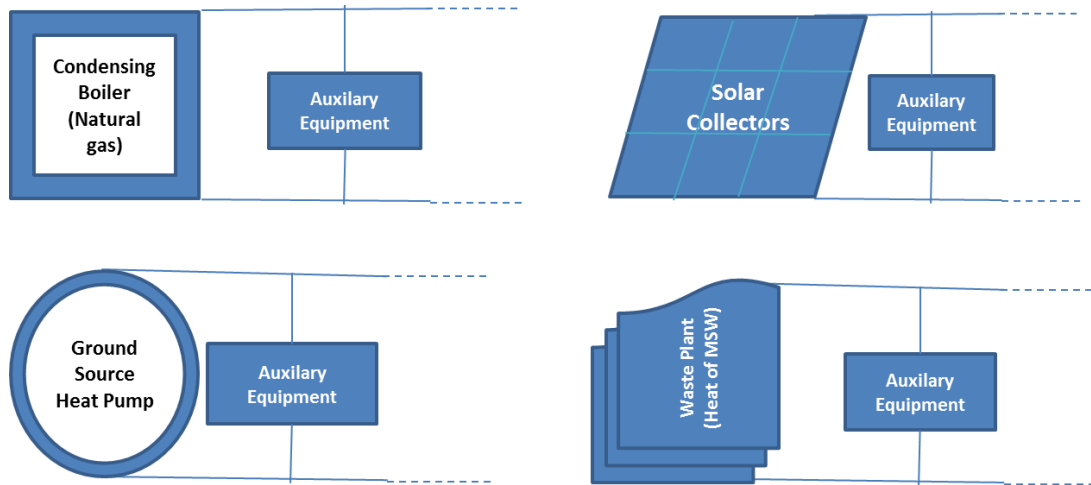 Condensing
Boiler
(Natural
gas)
Auxilary
Equipment
Solar
Collectors
Auxilary
Equipment
Ground
Source
Heat Pump
Auxilary
Equipment
Waste Plant
(Heat of MSW)
Auxilary
Equipment